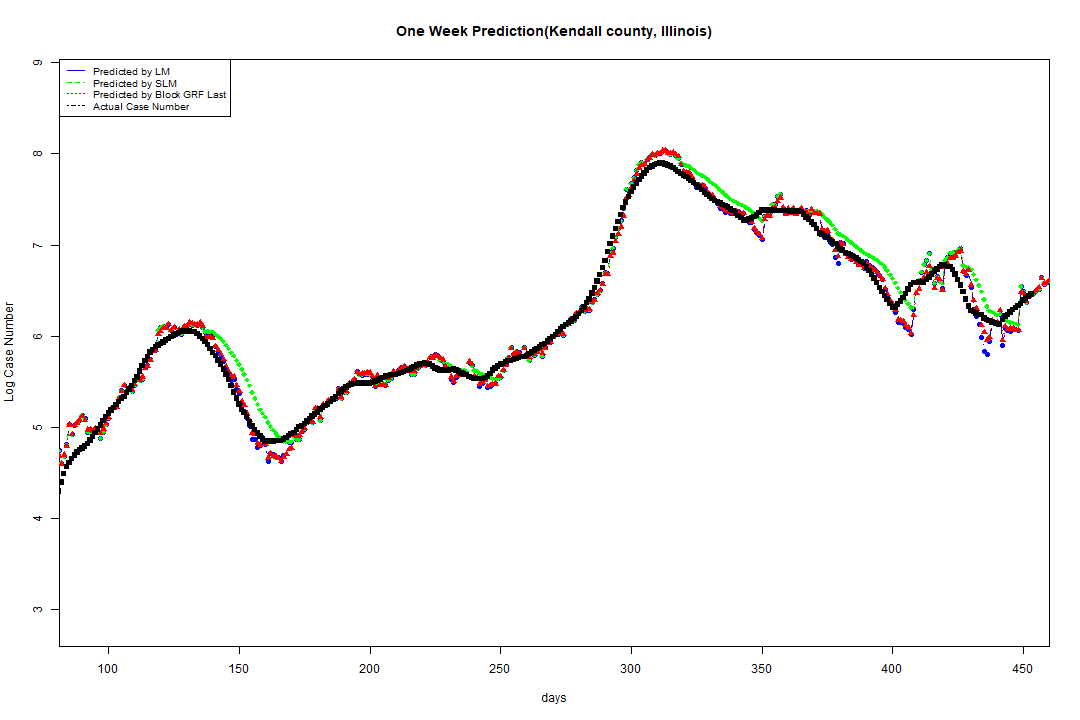 One Week Prediction(Kendall county, Illinois)
Predicted by LM
Predicted by SLM
Predicted by Block GRF Last
Actual Case Number
9
8
7
6
5
4
3
Log Case Number
100 150 200 250 300 350 400 450
days